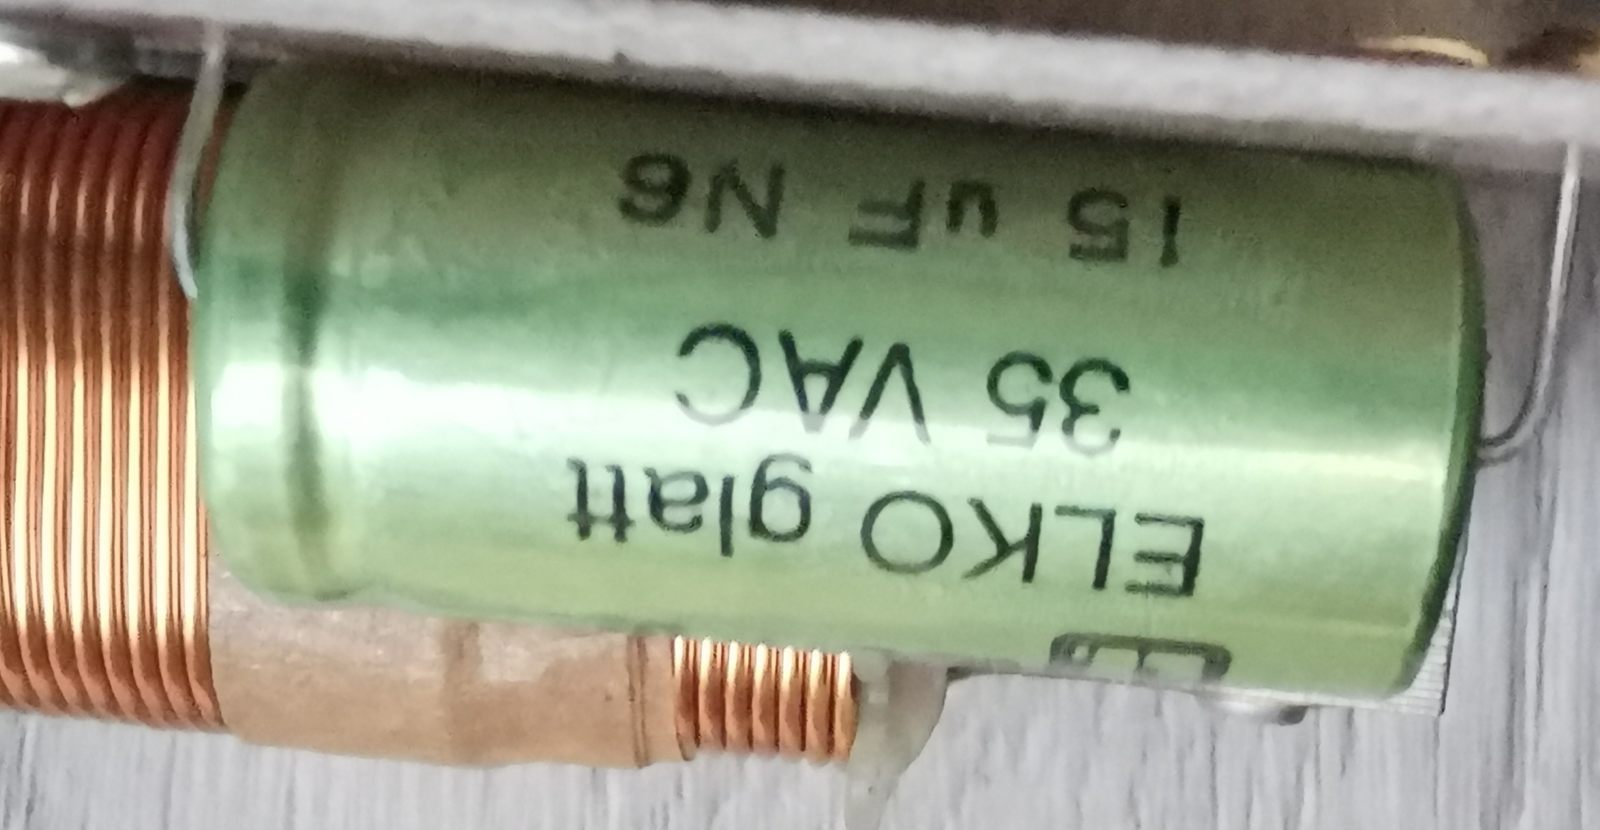 ELKO glatt
35 VAC
15 uF N6